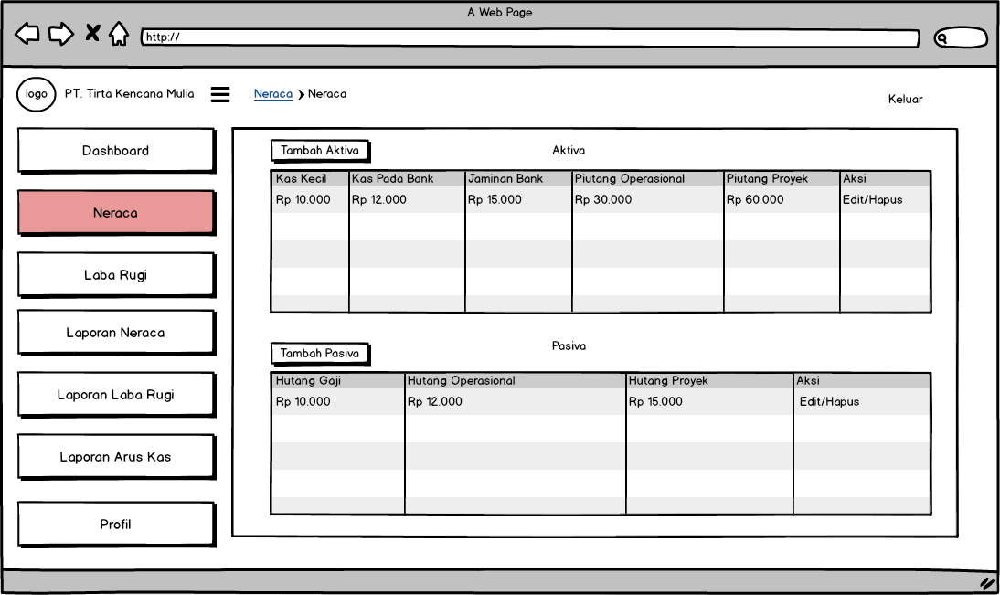 A Web Page
http://
logo
PT. Tirta Kencana Mulia
Neraca Neraca
Keluar
Dashboard
Neraca
Laba Rugi
Laporan Neraca
Laporan Laba Rugi
Laporan Arus Kas
Profil
Tambah Aktiva
Aktiva
Kas Kecil Kas Pada Bank Jaminan Bank Piutang Operasional Piutang Proyek Aksi
Rp 10.000 Rp 12.000 Rp 15.000 Rp 30.000 Rp 60.000 Edit/Hapus
Tambah Pasiva
Pasiva
Hutang Gaji Hutang Operasional Hutang Proyek Aksi
Rp 10.000 Rp 12.000 Rp 15.000 Edit/Hapus